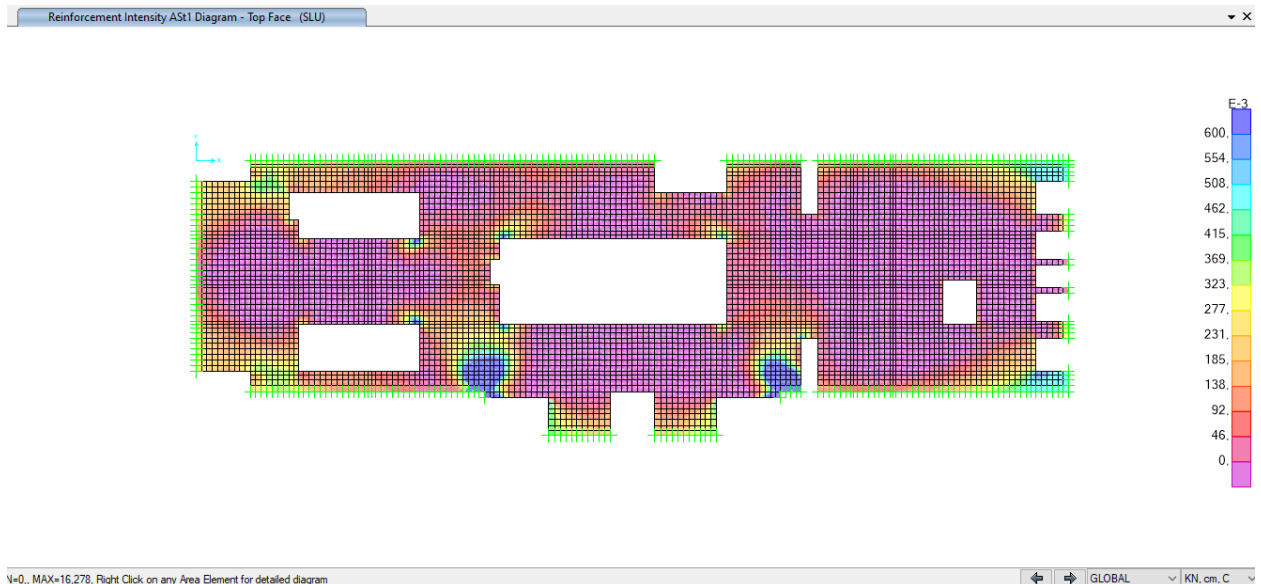 Reinforcement Intensity ASt1 Diagram - Top Face (SLU)
E-3
600,
554,
508,
462,
415,
369,
323,
277,
231,
185,
138,
92,
46,
0,
X
N=0,, MAX=16,278, Right Click on any Area Element for detailed diagram
GLOBAL
KN, cm, C